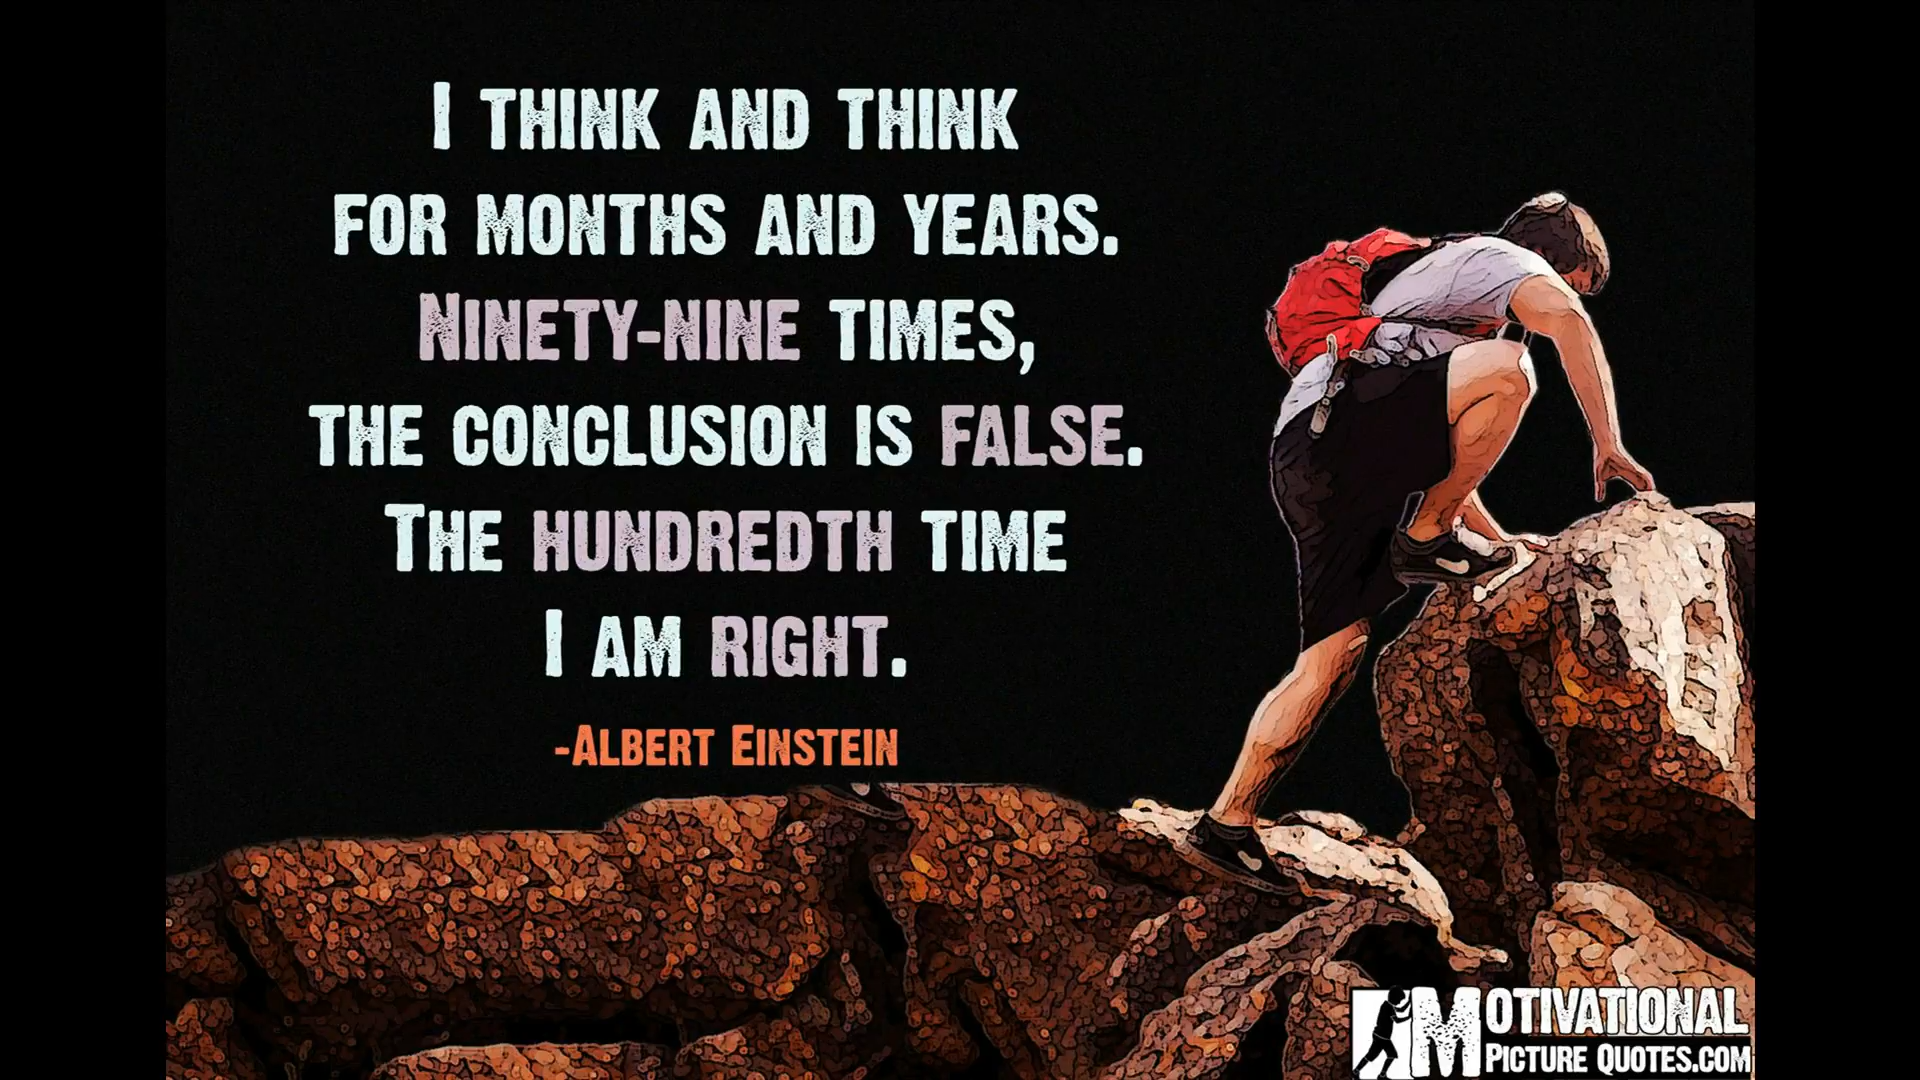 I THINK AND THINK
FOR MONTHS AND YEARS.
NINETY-NINE TIMES,
THE CONCLUSION IS FALSE.
THE HUNDREDTH TIME
I AM RIGHT.
-ALBERT EINSTEIN
MOTIVATIONAL
PICTURE QUOTES.COM